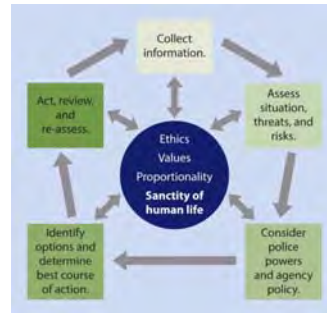 Collect
information.
Assess
situation,
threats, and
risks.
Consider
police
powers
and agency
policy.
Identify
options and
determine
best course
of action.
Act, review,
and
re-assess.
Ethics
Values
Proportionality
Sanctity of
human life